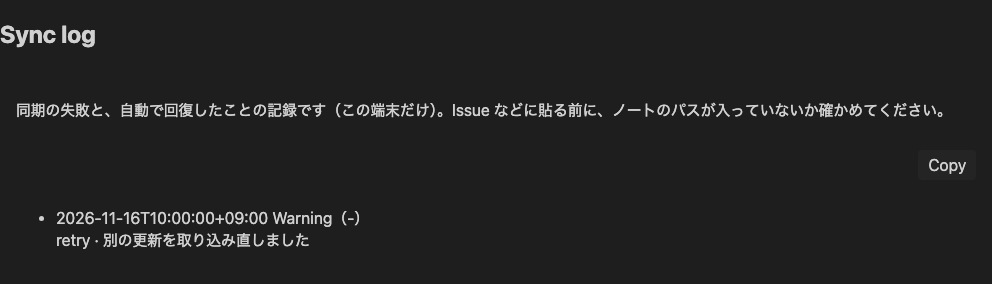 Sync log
同期の失敗と、自動で回復したことの記録です（この端末だけ）。Issue などに貼る前に、ノートのパスが入っていないか確かめてください。
Copy
• 2026-11-16T10:00:00+09:00 Warning（-）
retry · 別の更新を取り込み直しました